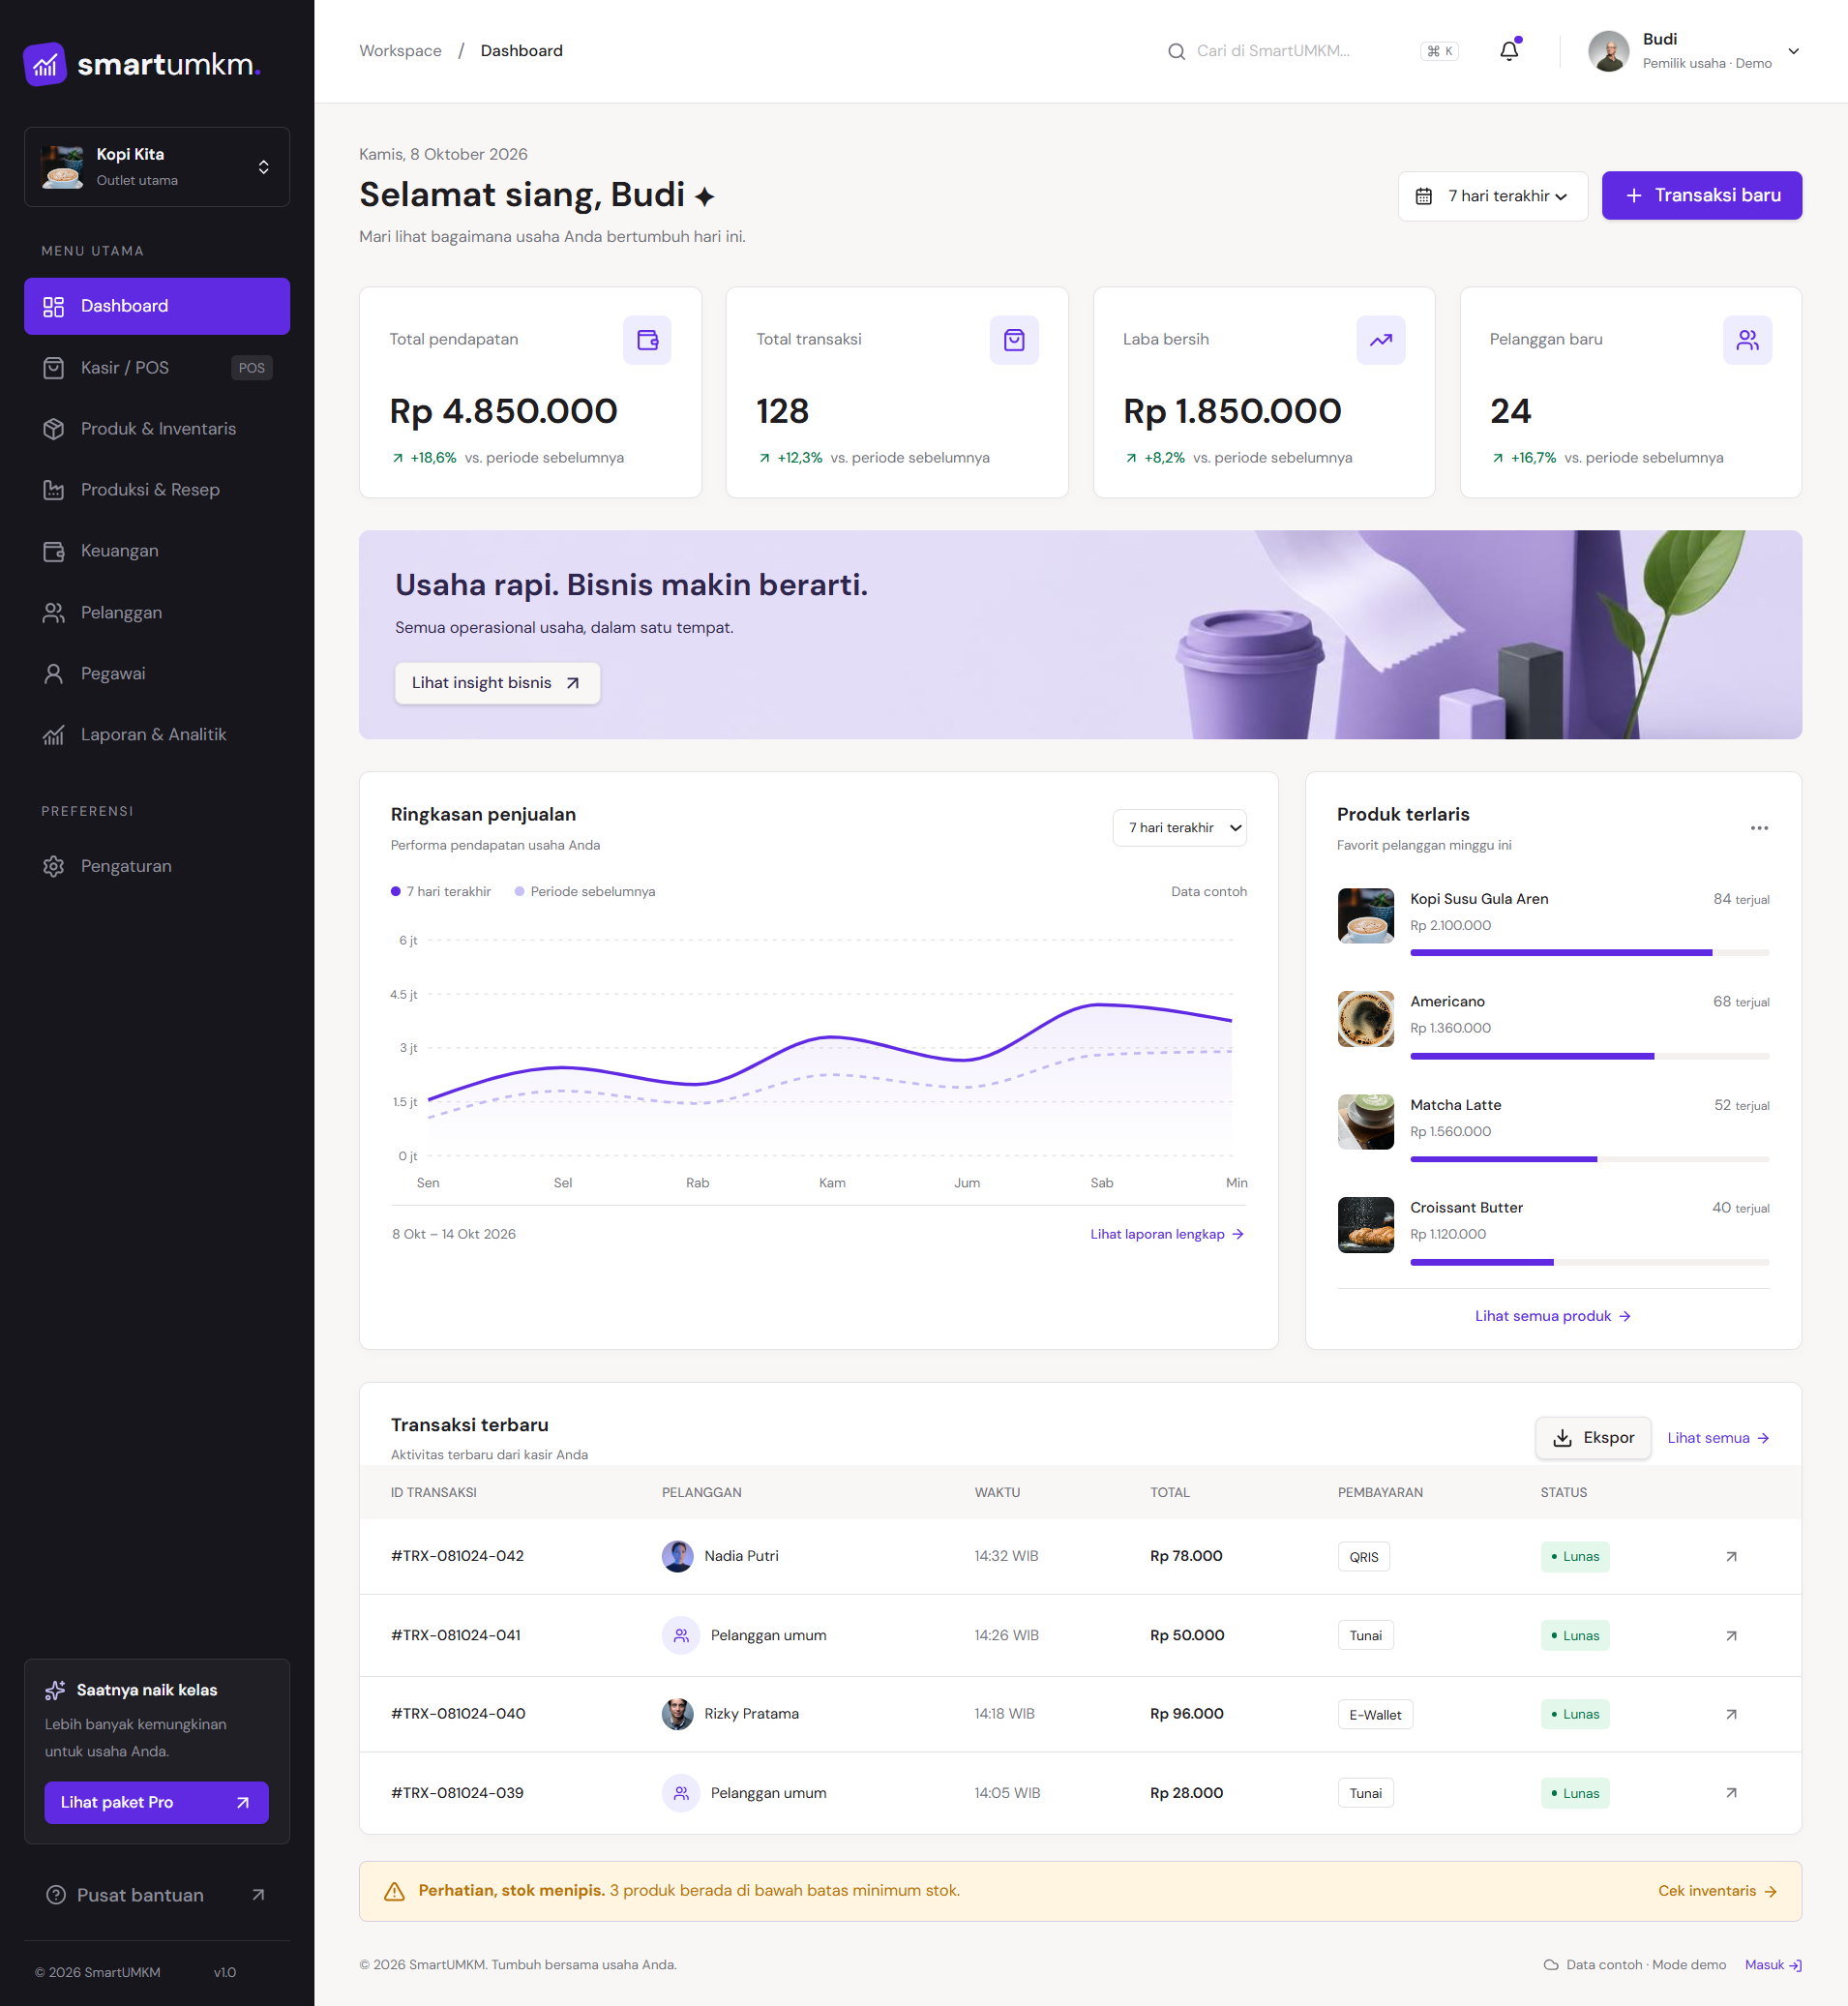 smartumkm.
Kopi Kita
Outlet utama
MENU UTAMA
Dashboard
Kasir / POS
POS
Produk & Inventaris
Produksi & Resep
Keuangan
Pelanggan
Pegawai
Laporan & Analitik
PREFERENSI
Pengaturan
Saatnya naik kelas
Lebih banyak kemungkinan
untuk usaha Anda.
Lihat paket Pro
Pusat bantuan
© 2026 SmartUMKM v1.0
Workspace / Dashboard
Cari di SmartUMKM...
⌘ K
Budi
Pemilik usaha · Demo
Kamis, 8 Oktober 2026
Selamat siang, Budi
Mari lihat bagaimana usaha Anda bertumbuh hari ini.
7 hari terakhir
Transaksi baru
Total pendapatan
Rp 4.850.000
+18,6% vs. periode sebelumnya
Total transaksi
128
+12,3% vs. periode sebelumnya
Laba bersih
Rp 1.850.000
+8,2% vs. periode sebelumnya
Pelanggan baru
24
+16,7% vs. periode sebelumnya
Usaha rapi. Bisnis makin berarti.
Semua operasional usaha, dalam satu tempat.
Lihat insight bisnis
Ringkasan penjualan
Performa pendapatan usaha Anda
7 hari terakhir
7 hari terakhir Periode sebelumnya Data contoh
6 jt
4.5 jt
3 jt
1.5 jt
0 jt
Sen Sel Rab Kam Jum Sab Min
8 Okt – 14 Okt 2026
Lihat laporan lengkap
Produk terlaris
Favorit pelanggan minggu ini
Kopi Susu Gula Aren 84 terjual
Rp 2.100.000
Americano 68 terjual
Rp 1.360.000
Matcha Latte 52 terjual
Rp 1.560.000
Croissant Butter 40 terjual
Rp 1.120.000
Lihat semua produk
Transaksi terbaru
Aktivitas terbaru dari kasir Anda
Ekspor
Lihat semua
ID TRANSAKSI PELANGGAN WAKTU TOTAL PEMBAYARAN STATUS
#TRX-081024-042 Nadia Putri 14:32 WIB Rp 78.000 QRIS Lunas
#TRX-081024-041 Pelanggan umum 14:26 WIB Rp 50.000 Tunai Lunas
#TRX-081024-040 Rizky Pratama 14:18 WIB Rp 96.000 E-Wallet Lunas
#TRX-081024-039 Pelanggan umum 14:05 WIB Rp 28.000 Tunai Lunas
Perhatian, stok menipis. 3 produk berada di bawah batas minimum stok.
Cek inventaris
© 2026 SmartUMKM. Tumbuh bersama usaha Anda.
Data contoh · Mode demo
Masuk